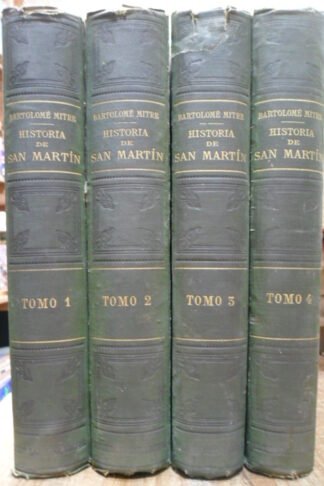 BARTOLOMÉ MITRE
HISTORIA
DE
SAN MARTÍN
TOMO 1
BARTOLOMÉ MITRE
HISTORIA
DE
SAN MARTÍN
TOMO 2
BARTOLOMÉ MITRE
HISTORIA
DE
SAN MARTÍN
TOMO 3
BARTOLOMÉ MITRE
HISTORIA
DE
SAN MARTÍN
TOMO 4